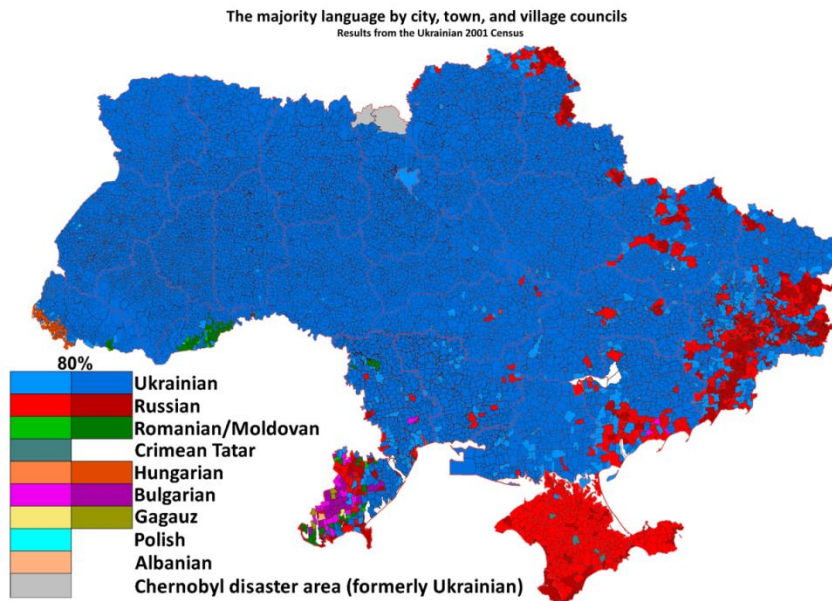 The majority language by city, town, and village councils
Results from the Ukrainian 2001 Census
80%
Ukrainian
Russian
Romanian/Moldovan
Crimean Tatar
Hungarian
Bulgarian
Gagauz
Polish
Albanian
Chernobyl disaster area (formerly Ukrainian)